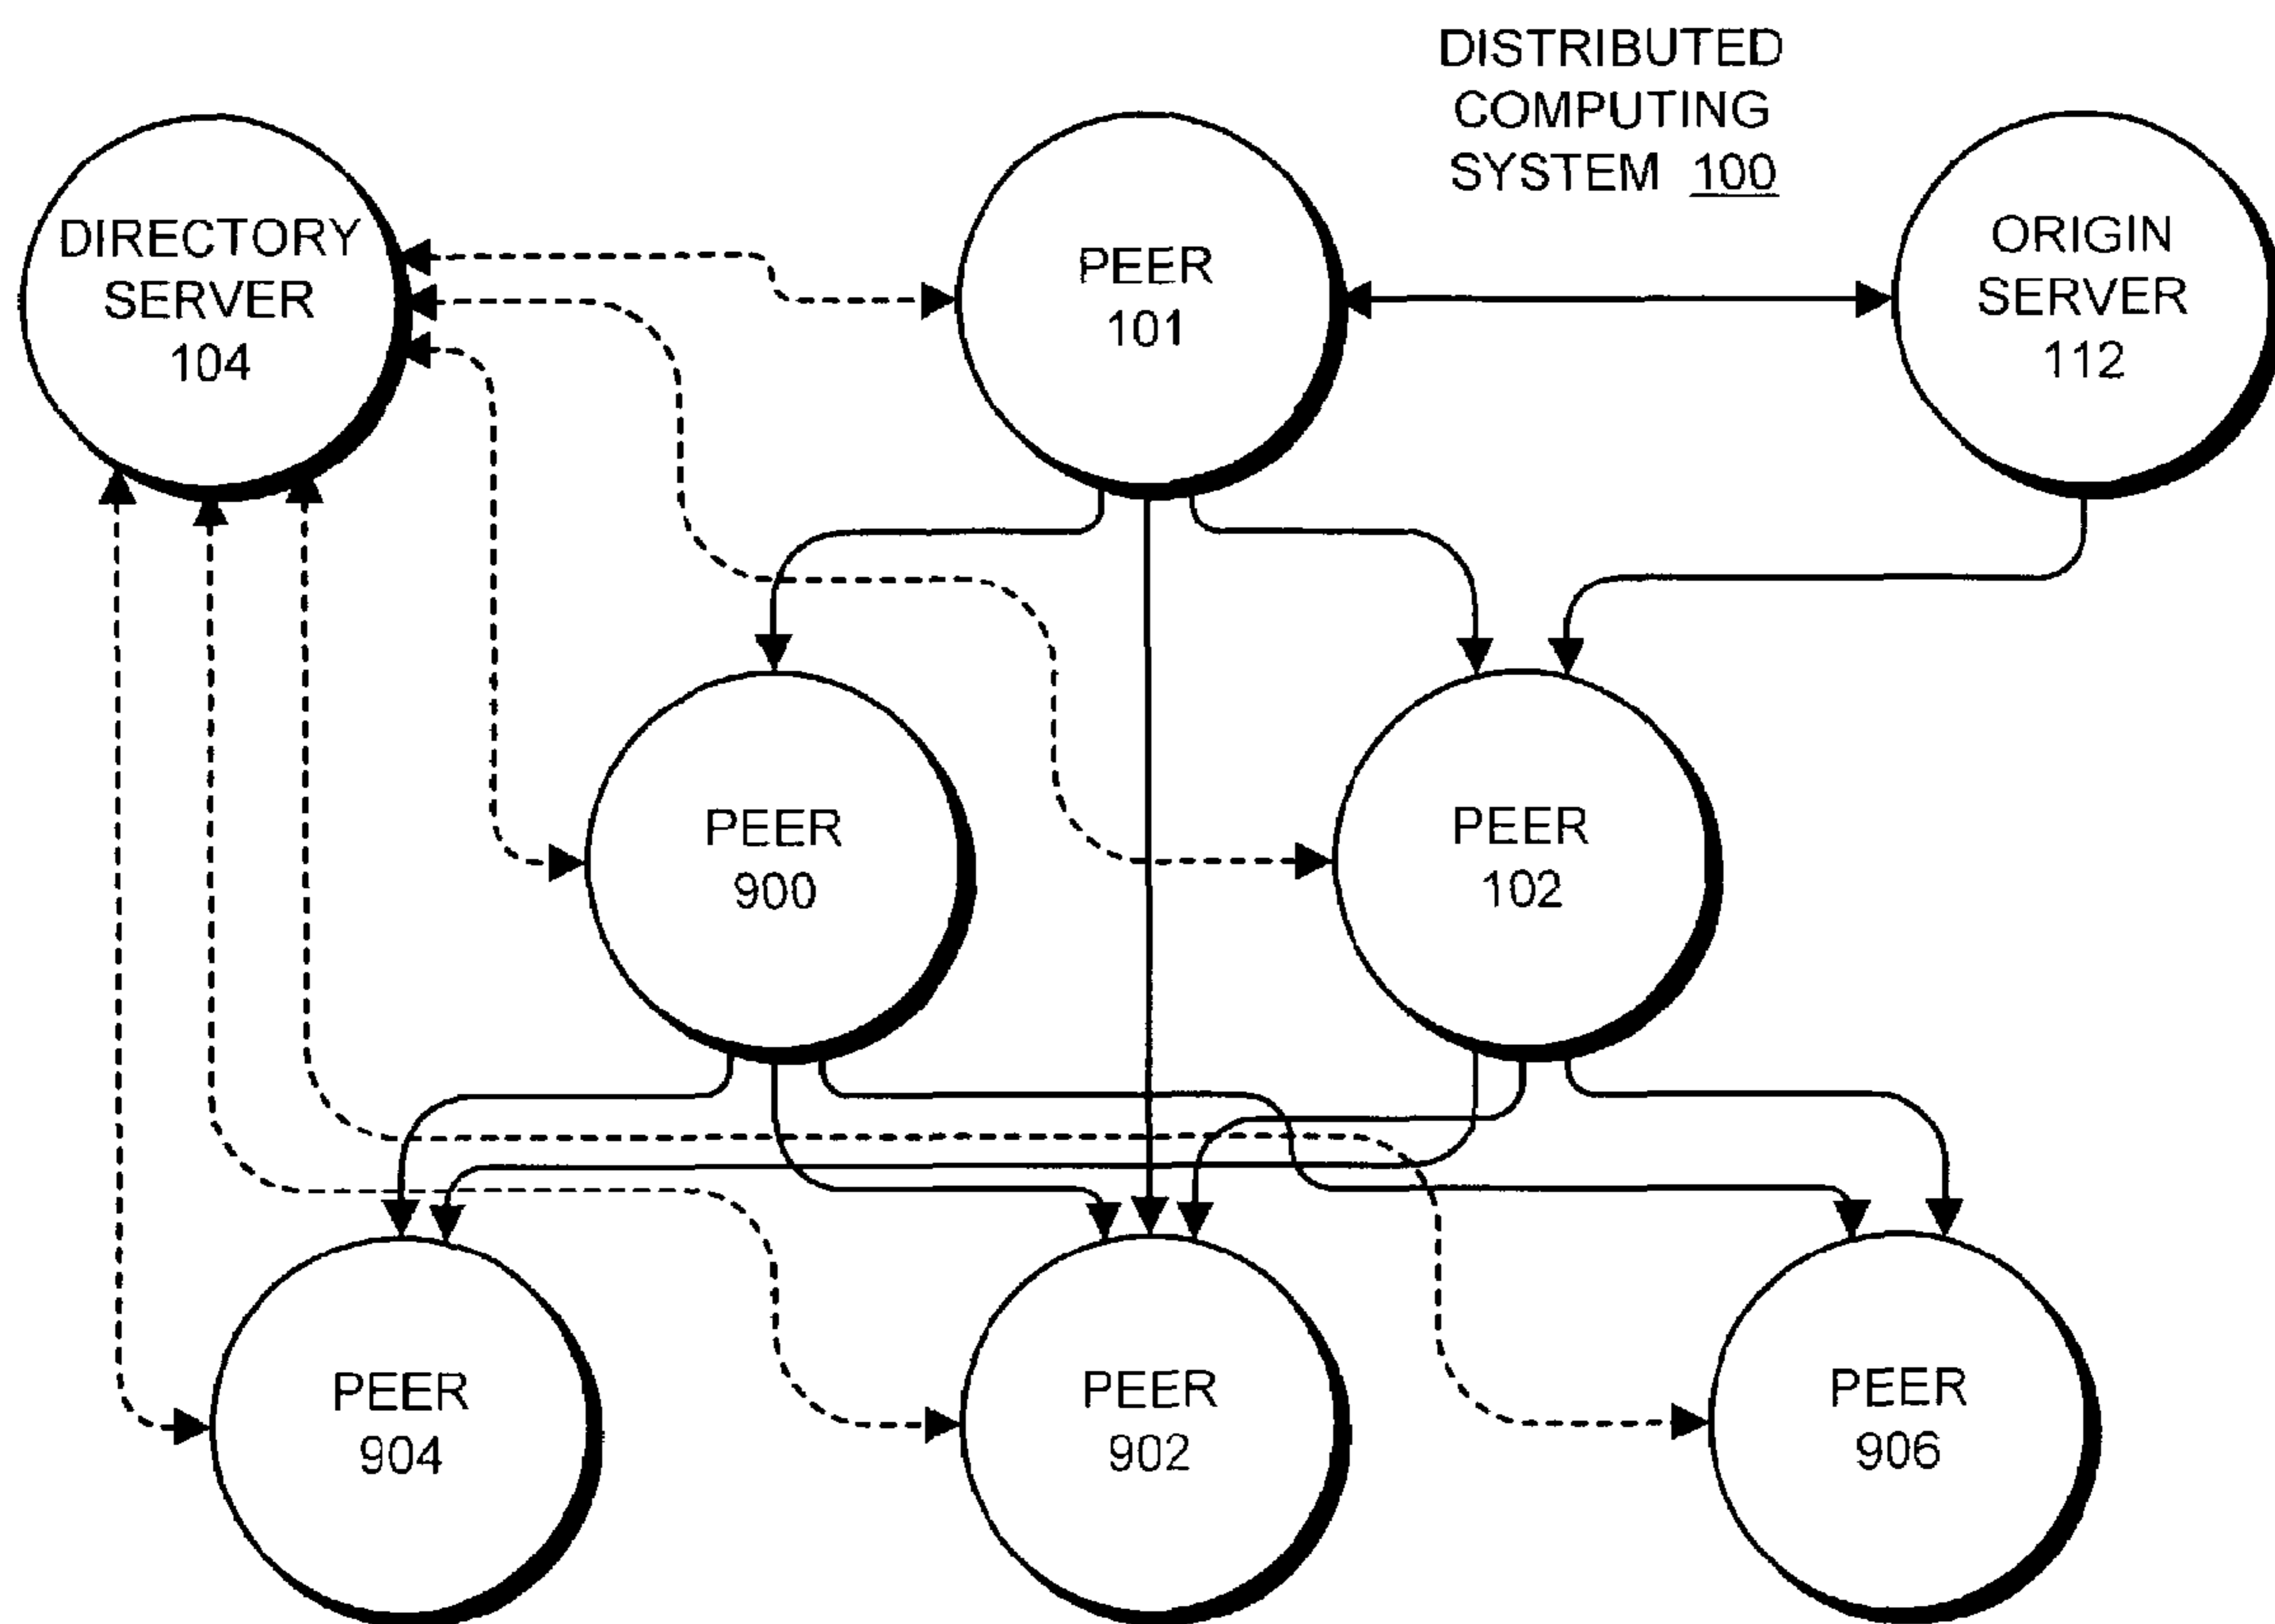 DISTRIBUTED
COMPUTING
SYSTEM 100
DIRECTORY
SERVER
104
PEER
101
ORIGIN
SERVER
112
PEER
900
PEER
102
PEER
904
PEER
902
PEER
906